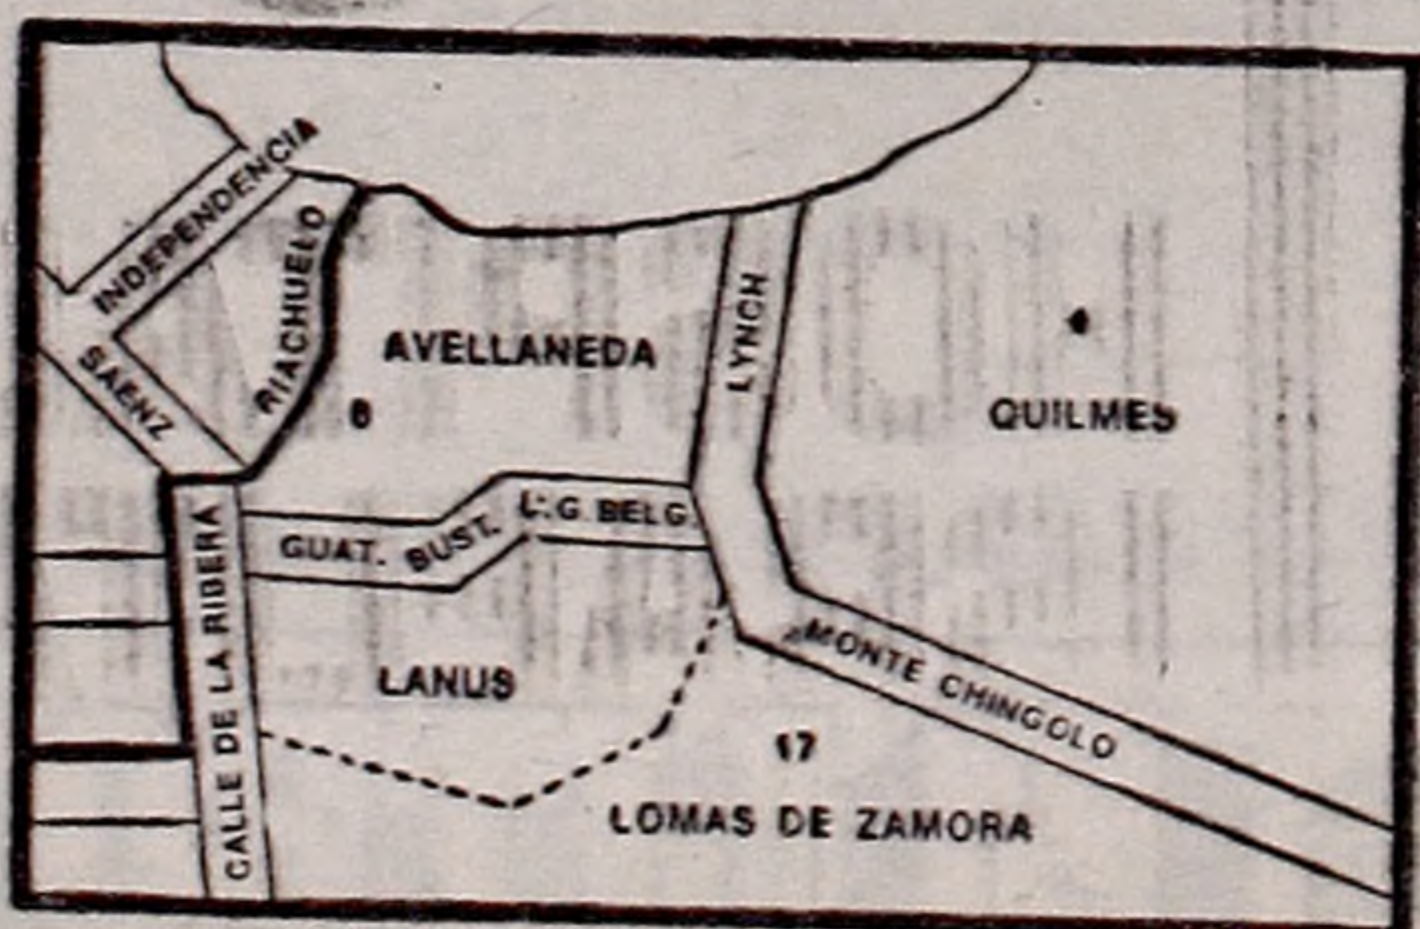 INDEPENDENCIA
SAENZ
RIACHUELO
AVELLANEDA
LYNCH
QUILMES
GUAT. BUST. G. BELG.
CALLE DE LA RIBERA
LANUS
MONTE CHINGOLO
17
LOMAS DE ZAMORA